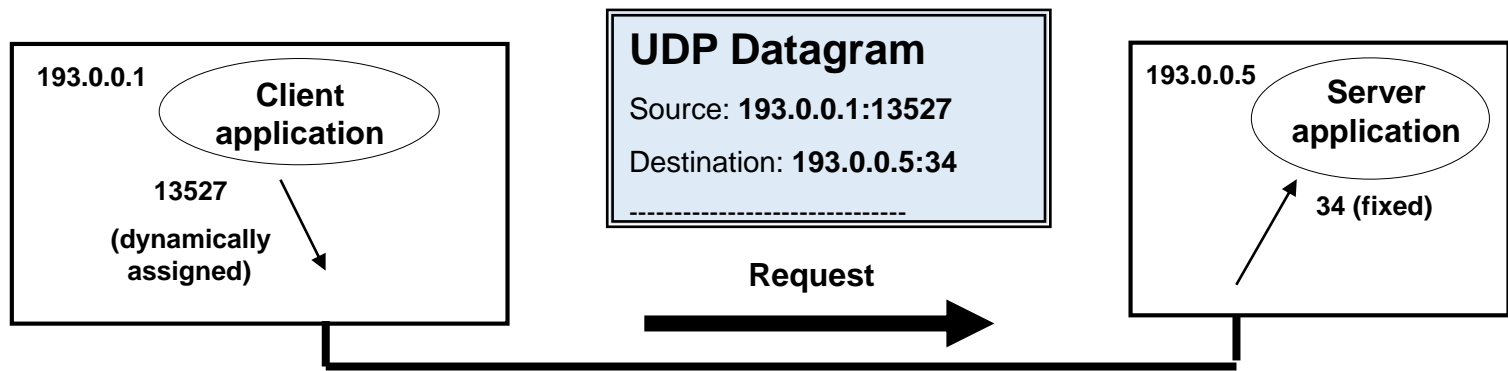 193.0.0.1
Client
application
13527
(dynamically
assigned)
UDP Datagram
Source: 193.0.0.1:13527
Destination: 193.0.0.5:34
-------------------------------
Request
193.0.0.5
Server
application
34 (fixed)